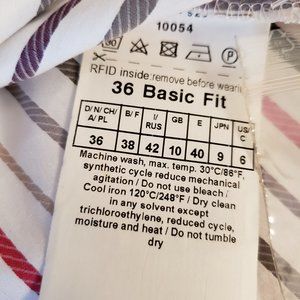 10054
30
P
RFID inside:remove before weari
36 Basic Fit
D/N/CH/ A/PL B/F I/ RUS GB E JPN US/ C
36 38 42 10 40 9 6
Machine wash, max. temp. 30°C/86°F,
synthetic cycle reduce mechanical
agitation / Do not use bleach /
Cool iron 120°C/248°F / Dry clean
in any solvent except
trichloroethylene, reduced cycle,
moisture and heat / Do not tumble
dry